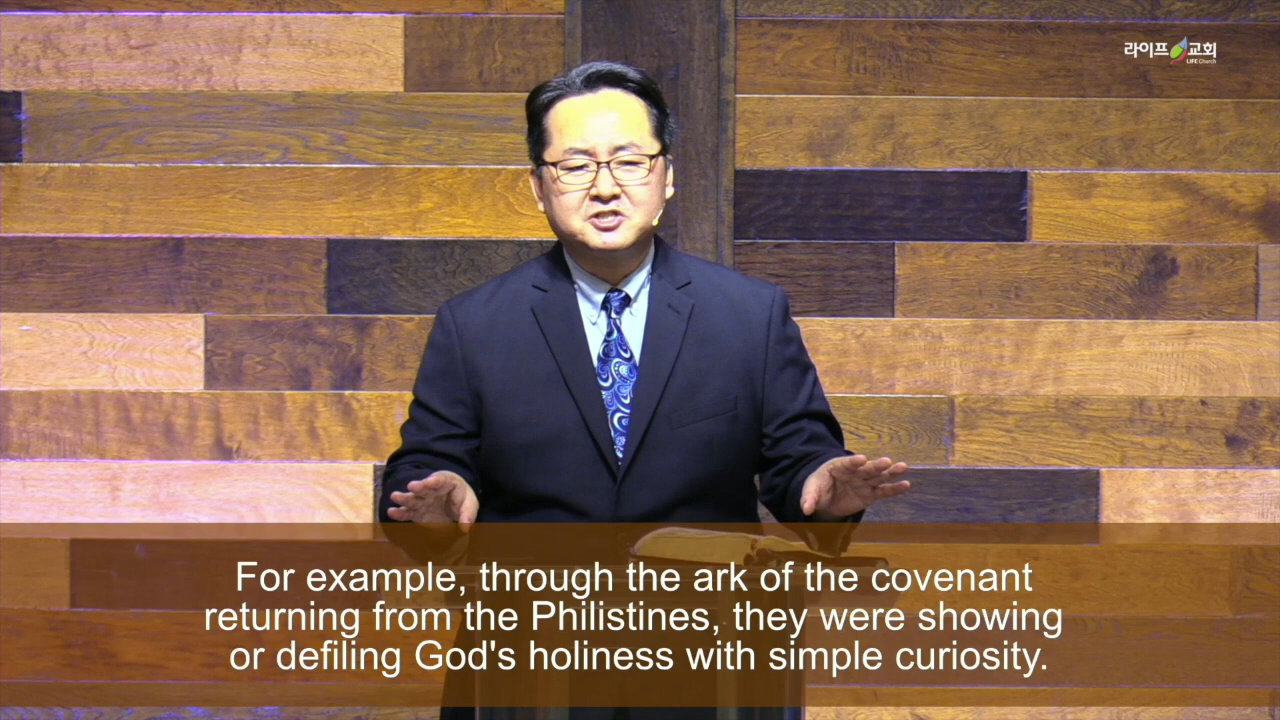 라이프 교회
LIFE Church
For example, through the ark of the covenant
returning from the Philistines, they were showing
or defiling God's holiness with simple curiosity.